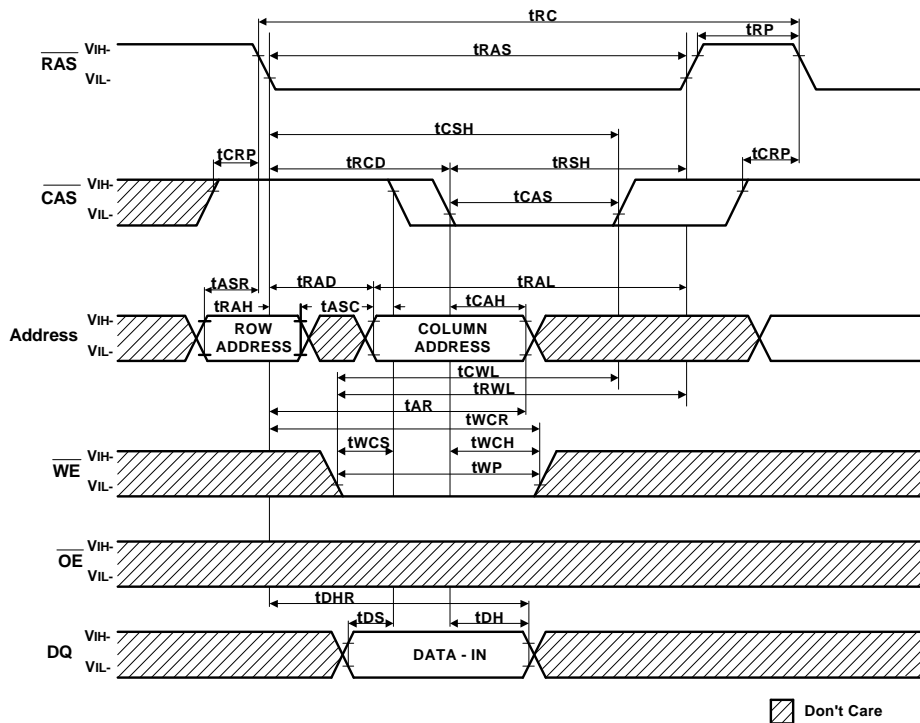 tRC
tRP
tRAS
VIH-
RAS
VIL-
tCSH
tCRP
tRCD
tRSH
tCRP
VIH-
CAS
tCAS
VIL-
tASR
tRAD
tRAL
tRAH
tASC
tCAH
VIH-
Address
ROW
ADDRESS
COLUMN
ADDRESS
VIL-
tCWL
tRWL
tAR
tWCR
tWCS
tWCH
VIH-
WE
tWP
VIL-
VIH-
OE
VIL-
tDHR
tDS
tDH
VIH-
DQ
DATA - IN
VIL-
Don't Care